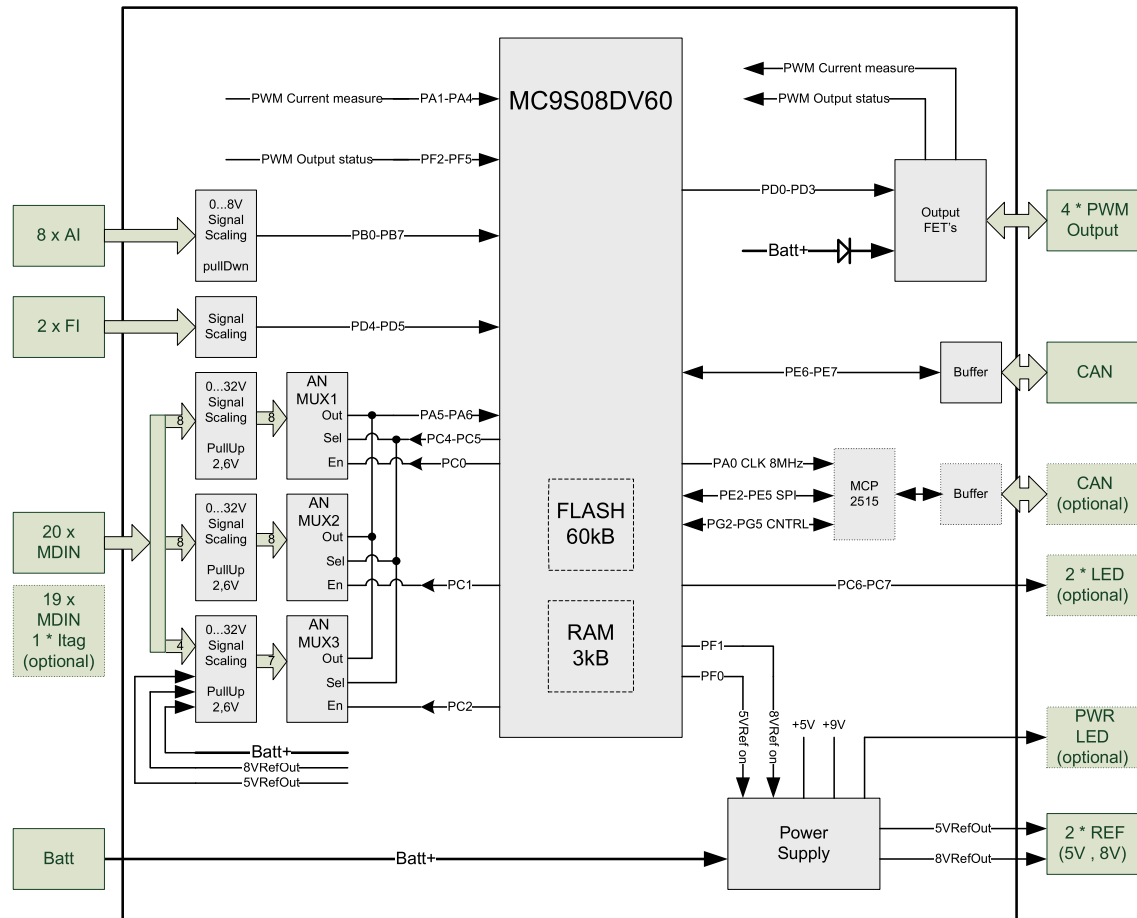 MC9S08DV60
FLASH
60kB
RAM
3kB
PWM Current measure
PA1-PA4
PWM Output status
PF2-PF5
8 x AI
0...8V
Signal
Scaling
pullDwn
PB0-PB7
2 x FI
Signal
Scaling
PD4-PD5
20 x
MDIN
19 x
MDIN
1 * Itag
(optional)
8
0...32V
Signal
Scaling
PullUp
2,6V
8
AN
MUX1
Out
Sel
En
PA5-PA6
PC4-PC5
PC0
8
0...32V
Signal
Scaling
PullUp
2,6V
8
AN
MUX2
Out
Sel
En
PC1
4
0...32V
Signal
Scaling
PullUp
2,6V
7
AN
MUX3
Out
Sel
En
PC2
Batt+
8VRefOut
5VRefOut
Batt
Batt+
PWM Current measure
PWM Output status
PD0-PD3
Output
FET's
Batt+
4 * PWM
Output
PE6-PE7
Buffer
CAN
PA0 CLK 8MHz
PE2-PE5 SPI
PG2-PG5 CNTRL
MCP
2515
Buffer
CAN
(optional)
PC6-PC7
2 * LED
(optional)
PF1
PF0
5VRef on
8VRef on
+5V
+9V
PWR
LED
(optional)
Power
Supply
5VRefOut
8VRefOut
2 * REF
(5V , 8V)